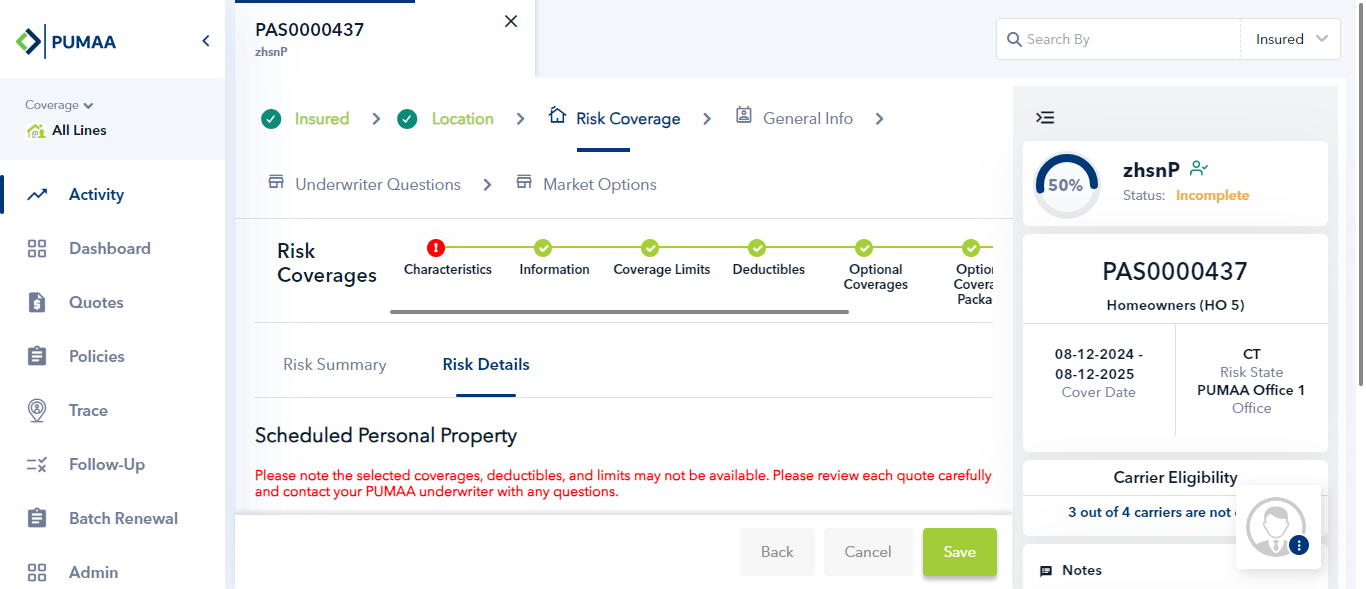 PUMAA
Coverage
All Lines
Activity
Dashboard
Quotes
Policies
Trace
Follow-Up
Batch Renewal
Admin
PAS0000437
zhsnP
Search By
Insured
Insured
Location
Risk Coverage
General Info
Underwriter Questions
Market Options
Risk
Coverages
Characteristics
Information
Coverage Limits
Deductibles
Optional
Coverages
Option
Covera
Packa
Risk Summary
Risk Details
Scheduled Personal Property
Please note the selected coverages, deductibles, and limits may not be available. Please review each quote carefully
and contact your PUMAA underwriter with any questions.
Back
Cancel
Save
50%
zhsnP
Status: Incomplete
PAS0000437
Homeowners (HO 5)
08-12-2024 -
08-12-2025
Cover Date
CT
Risk State
PUMAA Office 1
Office
Carrier Eligibility
3 out of 4 carriers are not
Notes